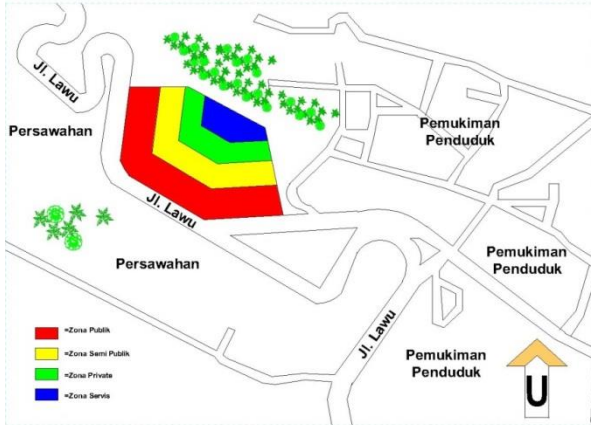 Jl. Lawu
Persawahan
Pemukiman
Penduduk
Jl. Lawu
Persawahan
Pemukiman
Penduduk
Jl. Lawu
Pemukiman
Penduduk
=Zona Publik
=Zona Semi Publik
=Zona Private
=Zona Servis
U